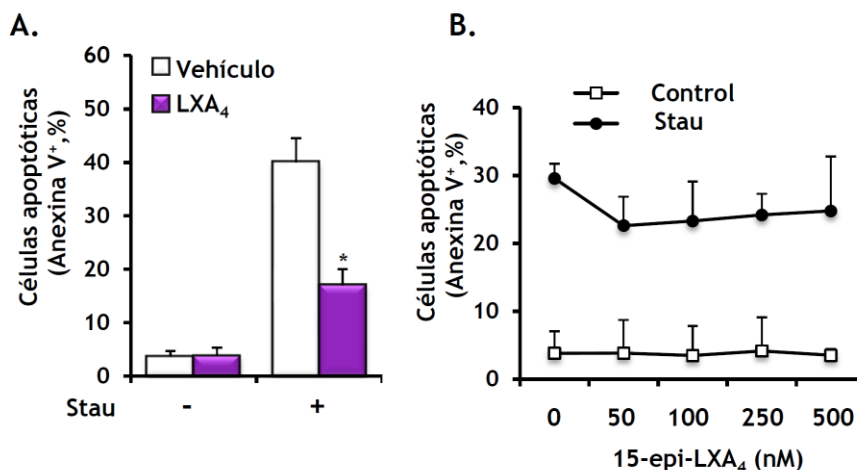 A.
Células apoptóticas
(Anexina V⁺,%)
60
50
40
30
20
10
0
Vehículo
LXA₄
*
Stau
-
+
B.
Células apoptóticas
(Anexina V⁺,%)
40
30
20
10
0
Control
Stau
0 50 100 250 500
15-epi-LXA₄ (nM)